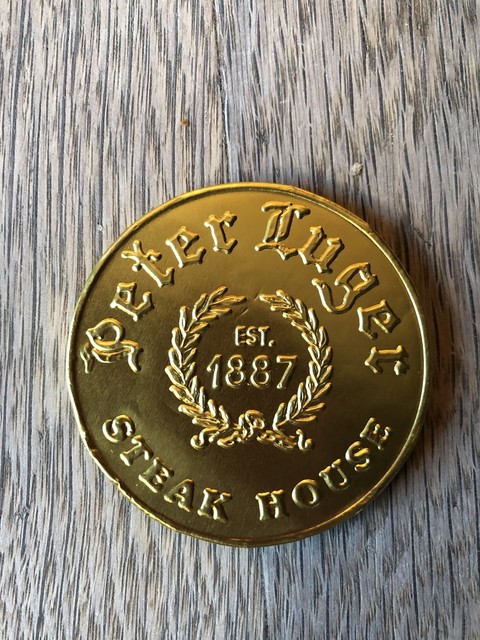 Peter Luger
EST.
1887
STEAK HOUSE